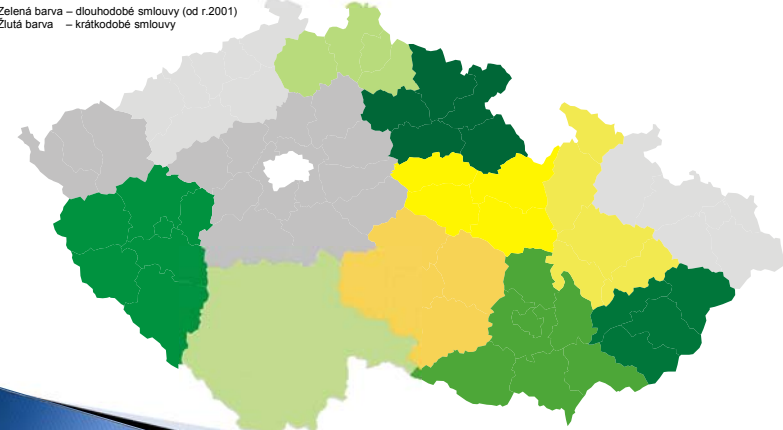 Zelená barva – dlouhodobé smlouvy (od r.2001)
Žlutá barva – krátkodobé smlouvy